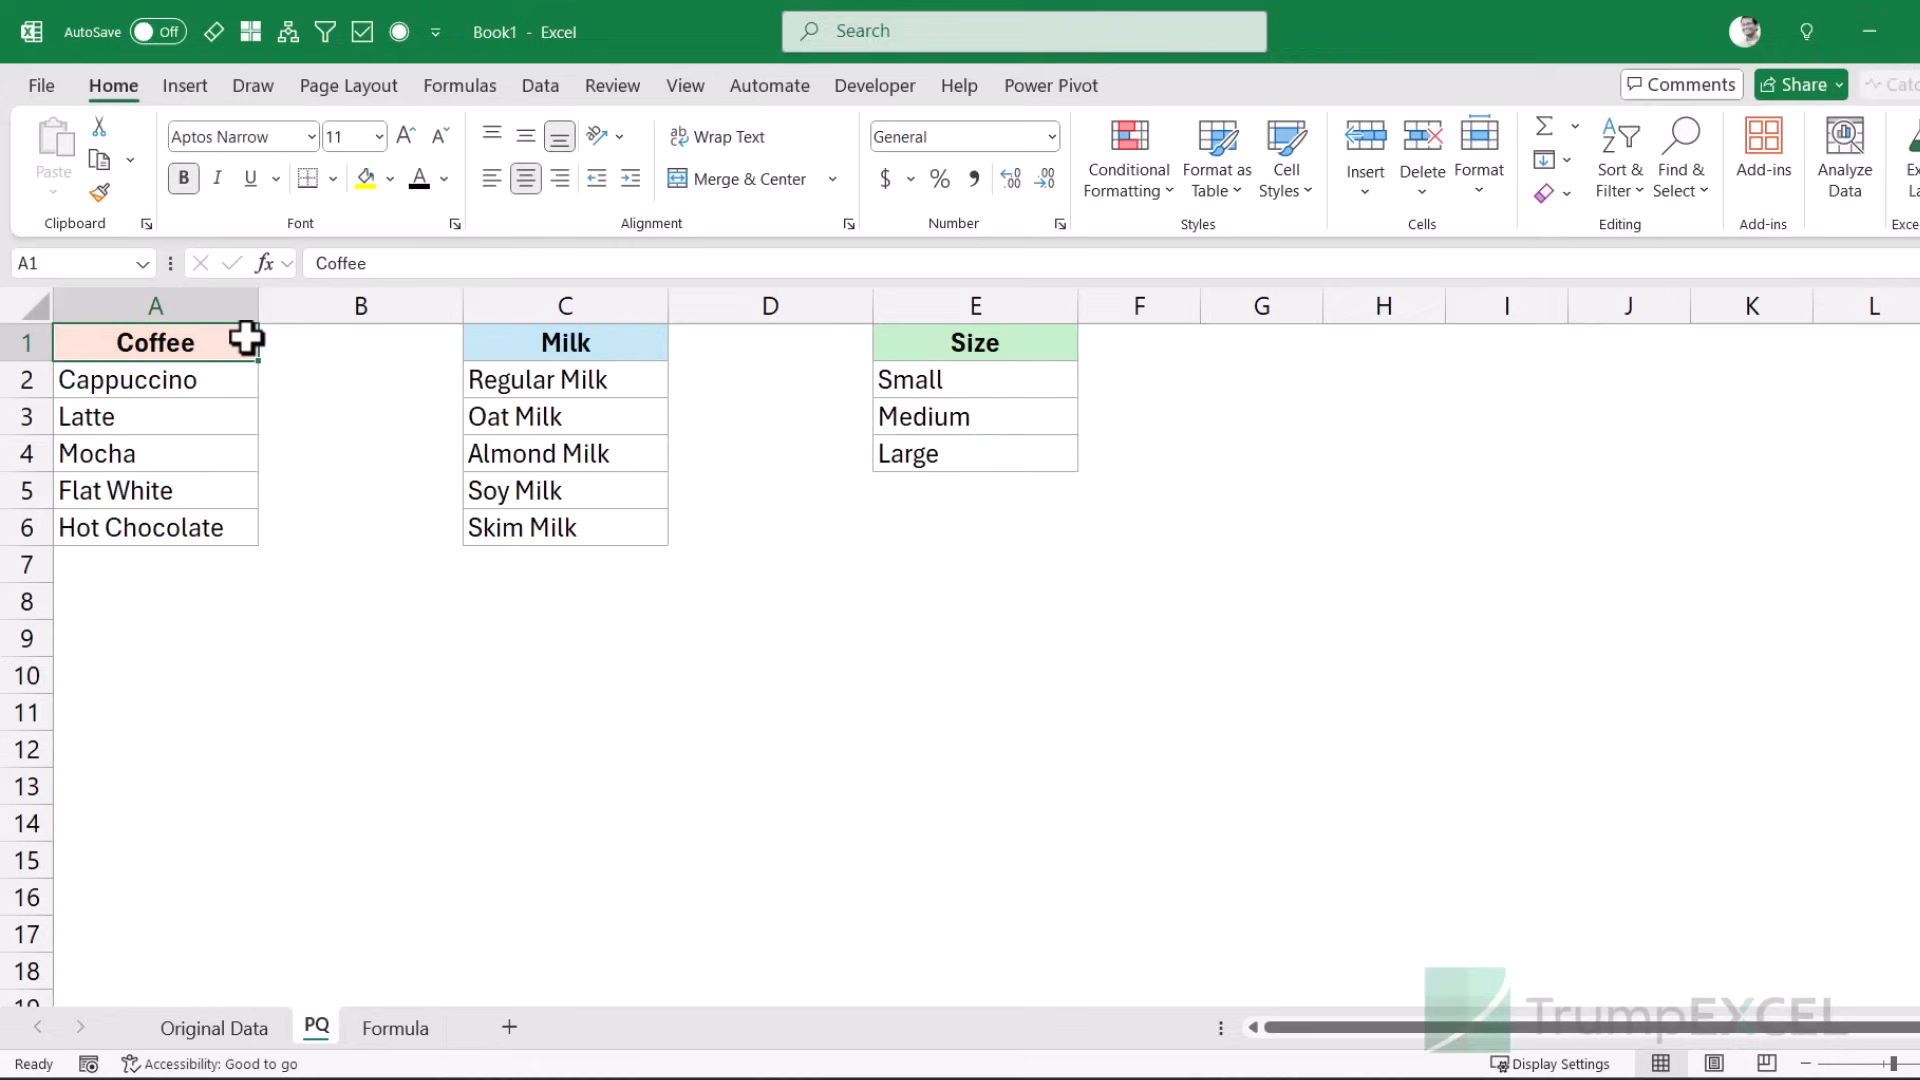 AutoSave Off Book1 - Excel Search
File Home Insert Draw Page Layout Formulas Data Review View Automate Developer Help Power Pivot Comments Share
Paste Aptos Narrow 11 Wrap Text General Conditional Formatting Format as Table Cell Styles Insert Delete Format Sort & Filter Find & Select Add-ins Analyze Data
B I U Merge & Center $ % 
Clipboard Font Alignment Number Styles Cells Editing Add-ins
A1 fx Coffee
A B C D E F G H I J K L
1 Coffee Milk Size
2 Cappuccino Regular Milk Small
3 Latte Oat Milk Medium
4 Mocha Almond Milk Large
5 Flat White Soy Milk
6 Hot Chocolate Skim Milk
7
8
9
10
11
12
13
14
15
16
17
18
TrumpEXCEL
Original Data PQ Formula +
Ready Accessibility: Good to go Display Settings